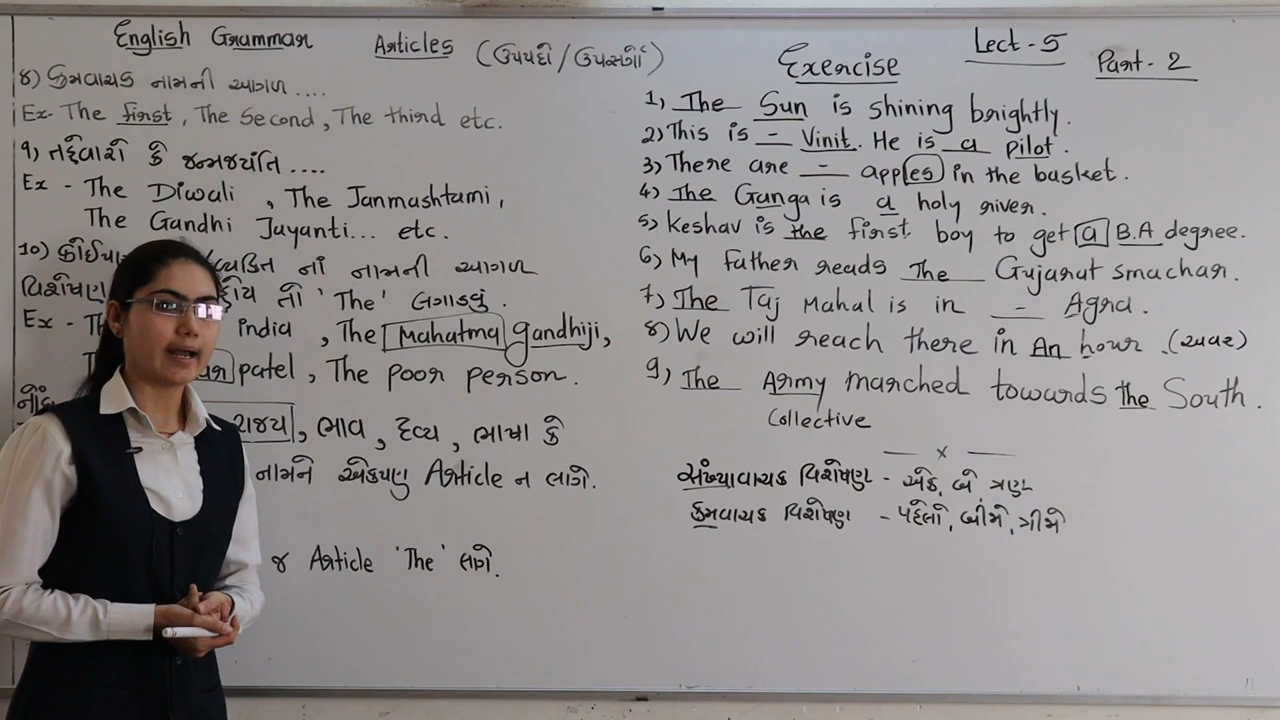 English Grammar Articles (ઉપપદો/ઉપસર્ગો)
Lect - 5
Part - 2
૪) ક્રમવાચક નામની આગળ ....
Ex- The first, The Second, The third etc.
૧) તહેવારો કે જન્મજયંતિ ....
Ex - The Diwali, The Janmashtami,
The Gandhi Jayanti... etc.
10) વ્યક્તિ નાં નામની આગળ
વિશેષણ હોય તો 'The' લગાડવું.
Ex - india, The Mahatma gandhiji,
patel, The poor person.
રાજ્ય, ભાવ, દ્રવ્ય, ભાષા કે
નામને એકપણ Article ન લાગે.
જ Article 'The' લાગે.
Exercise
1) The Sun is shining brightly.
2) This is - Vinit. He is a pilot.
3) There are - apples in the basket.
4) The Ganga is a holy river.
5) Keshav is the first boy to get a B.A degree.
6) My father reads The Gujarat smachar.
7) The Taj Mahal is in - Agra.
8) We will reach there in An hour. (અવર)
9) The Army marched towards the South.
Collective
— x —
સંખ્યાવાચક વિશેષણ - એક, બે ત્રણ
ક્રમવાચક વિશેષણ - પહેલો, બીજો, ત્રીજો